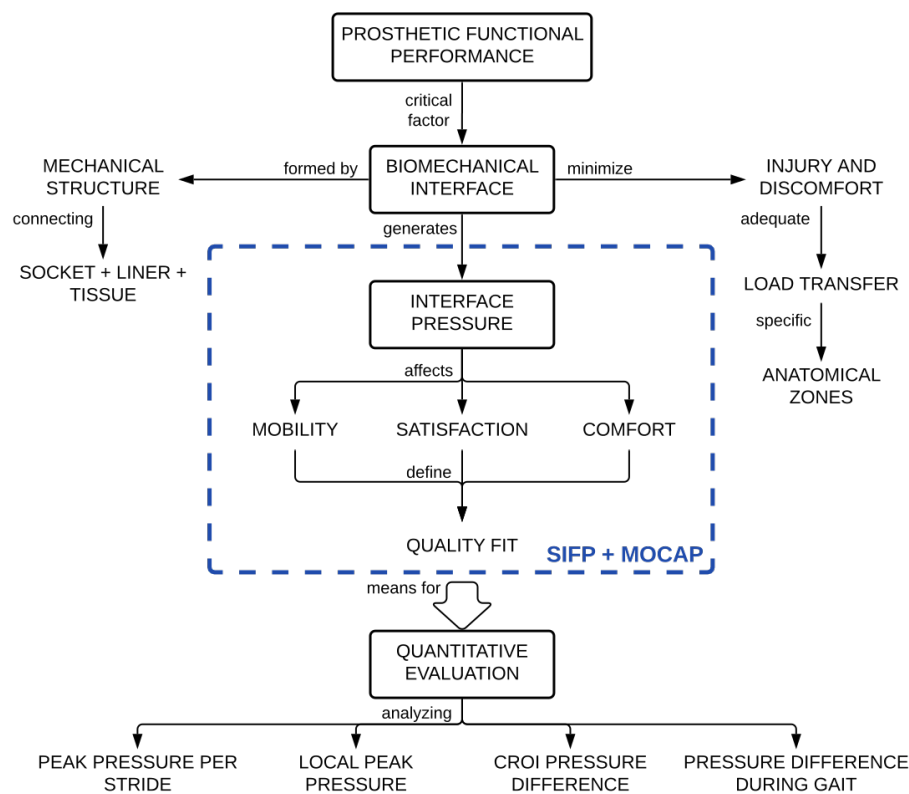 PROSTHETIC FUNCTIONAL
PERFORMANCE
critical
factor
MECHANICAL
STRUCTURE
formed by
BIOMECHANICAL
INTERFACE
minimize
INJURY AND
DISCOMFORT
connecting
generates
adequate
SOCKET + LINER +
TISSUE
INTERFACE
PRESSURE
LOAD TRANSFER
specific
ANATOMICAL
ZONES
affects
MOBILITY
SATISFACTION
COMFORT
define
QUALITY FIT
SIFP + MOCAP
means for
QUANTITATIVE
EVALUATION
analyzing
PEAK PRESSURE PER
STRIDE
LOCAL PEAK
PRESSURE
CROI PRESSURE
DIFFERENCE
PRESSURE DIFFERENCE
DURING GAIT